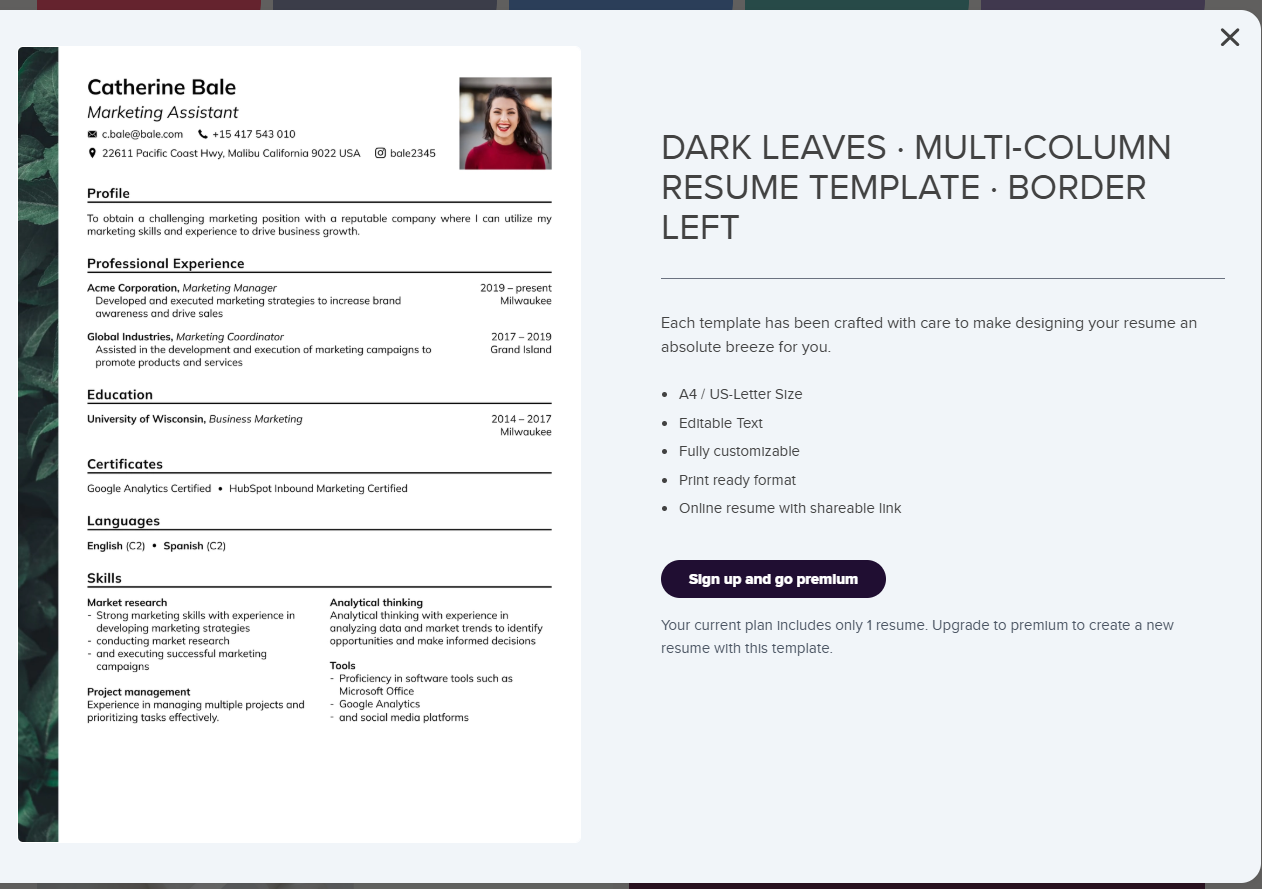 Catherine Bale
Marketing Assistant
c.bale@bale.com +15 417 543 010
22611 Pacific Coast Hwy, Malibu California 9022 USA bale2345
Profile
To obtain a challenging marketing position with a reputable company where I can utilize my
marketing skills and experience to drive business growth.
Professional Experience
Acme Corporation, Marketing Manager 2019 – present
Developed and executed marketing strategies to increase brand Milwaukee
awareness and drive sales
Global Industries, Marketing Coordinator 2017 – 2019
Assisted in the development and execution of marketing campaigns to Grand Island
promote products and services
Education
University of Wisconsin, Business Marketing 2014 – 2017
Milwaukee
Certificates
Google Analytics Certified • HubSpot Inbound Marketing Certified
Languages
English (C2) • Spanish (C2)
Skills
Market research
- Strong marketing skills with experience in
developing marketing strategies
- conducting market research
- and executing successful marketing
campaigns
Project management
Experience in managing multiple projects and
prioritizing tasks effectively.
Analytical thinking
Analytical thinking with experience in
analyzing data and market trends to identify
opportunities and make informed decisions
Tools
- Proficiency in software tools such as
Microsoft Office
- Google Analytics
- and social media platforms
DARK LEAVES · MULTI-COLUMN
RESUME TEMPLATE · BORDER
LEFT
Each template has been crafted with care to make designing your resume an
absolute breeze for you.
• A4 / US-Letter Size
• Editable Text
• Fully customizable
• Print ready format
• Online resume with shareable link
Sign up and go premium
Your current plan includes only 1 resume. Upgrade to premium to create a new
resume with this template.